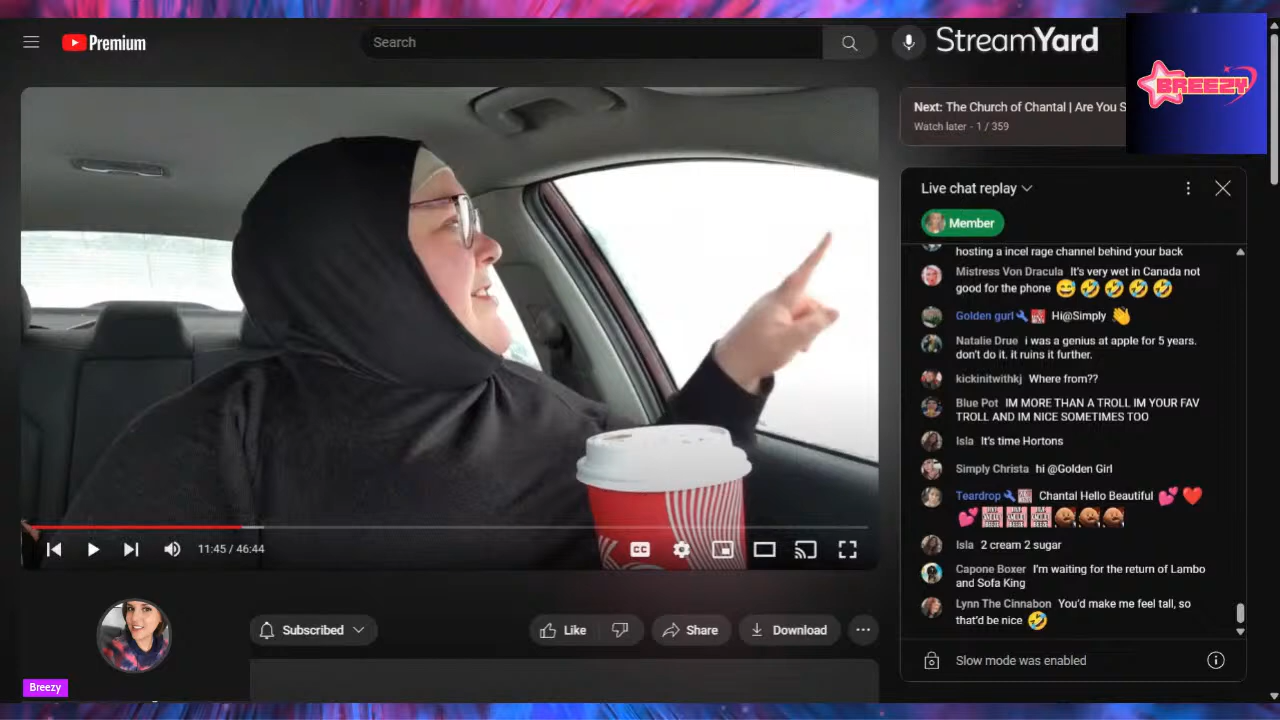 Premium
Search
StreamYard
BREEZY
Next: The Church of Chantal | Are You S
Watch later - 1 / 359
Live chat replay
Member
hosting a incel rage channel behind your back
Mistress Von Dracula It's very wet in Canada not
good for the phone 😅🤣🤣🤣🤣
Golden gurl Hi@Simply 👋
Natalie Drue i was a genius at apple for 5 years.
don't do it. it ruins it further.
kickinitwithkj Where from??
Blue Pot IM MORE THAN A TROLL IM YOUR FAV
TROLL AND IM NICE SOMETIMES TOO
Isla It's time Hortons
Simply Christa hi @Golden Girl
Teardrop Chantal Hello Beautiful 💕❤️
💕
Isla 2 cream 2 sugar
Capone Boxer I'm waiting for the return of Lambo
and Sofa King
Lynn The Cinnabon You'd make me feel tall, so
that'd be nice 🤣
Slow mode was enabled
CC
11:45 / 46:44
Subscribed
Like
Share
Download
Breezy